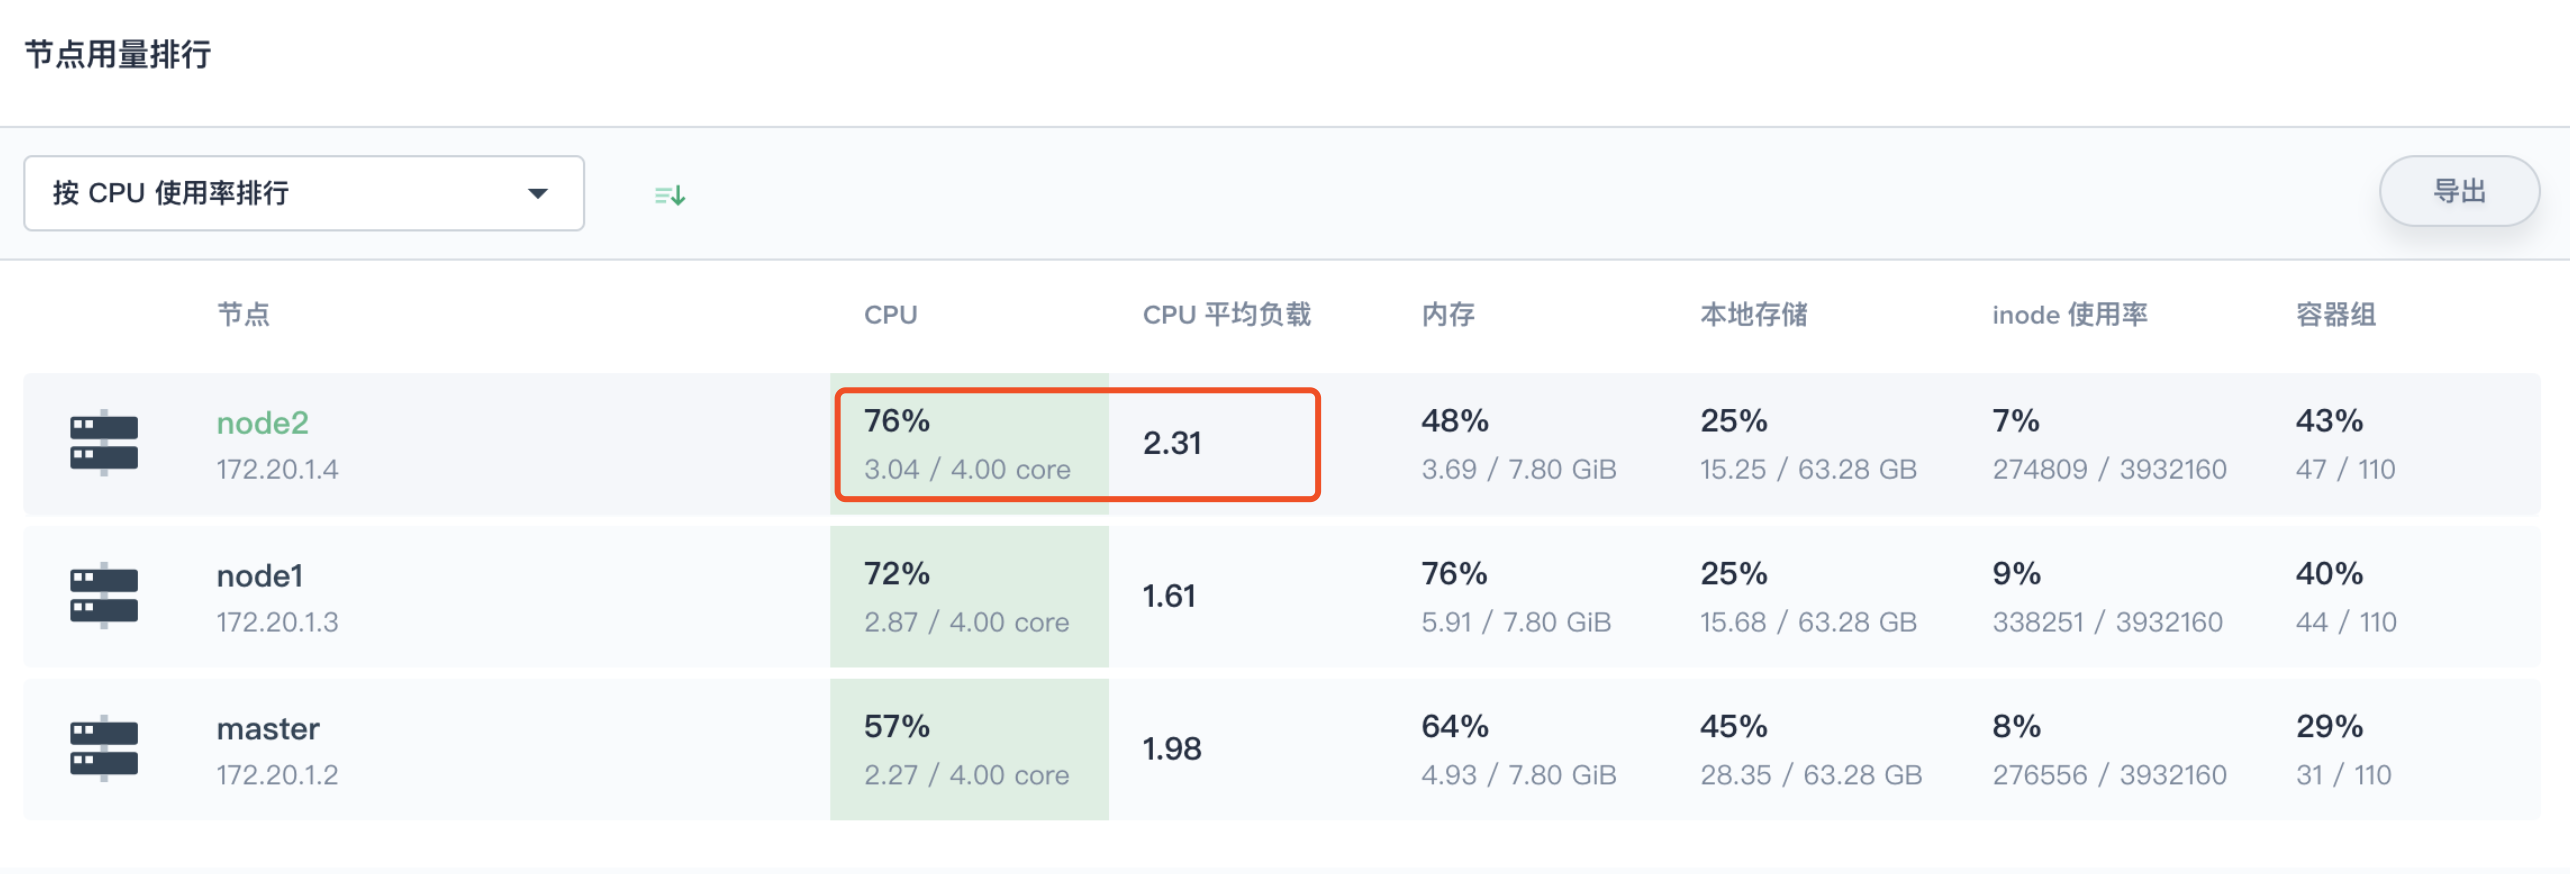 节点用量排行
按 CPU 使用率排行
导出
节点 CPU CPU 平均负载 内存 本地存储 inode 使用率 容器组
node2 76% 2.31 48% 25% 7% 43%
172.20.1.4 3.04 / 4.00 core 3.69 / 7.80 GiB 15.25 / 63.28 GB 274809 / 3932160 47 / 110
node1 72% 1.61 76% 25% 9% 40%
172.20.1.3 2.87 / 4.00 core 5.91 / 7.80 GiB 15.68 / 63.28 GB 338251 / 3932160 44 / 110
master 57% 1.98 64% 45% 8% 29%
172.20.1.2 2.27 / 4.00 core 4.93 / 7.80 GiB 28.35 / 63.28 GB 276556 / 3932160 31 / 110